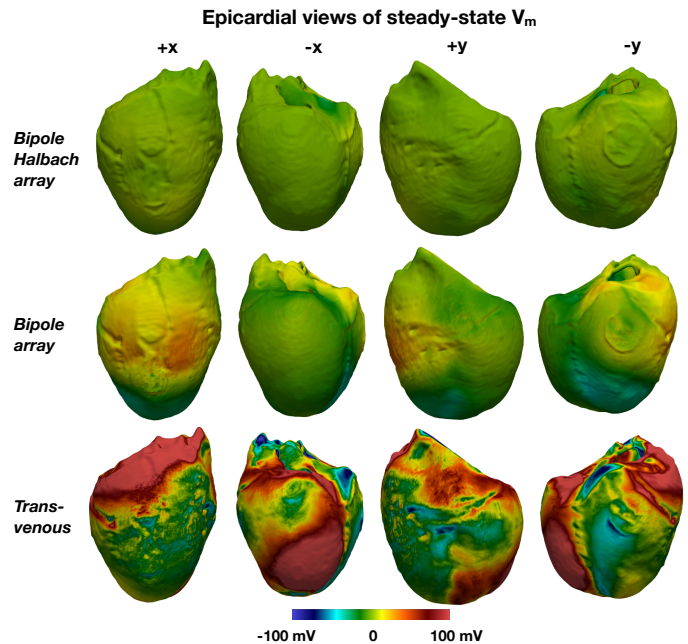 Epicardial views of steady-state Vm
+x -x +y -y
Bipole
Halbach
array
Bipole
array
Trans-
venous
-100 mV 0 100 mV